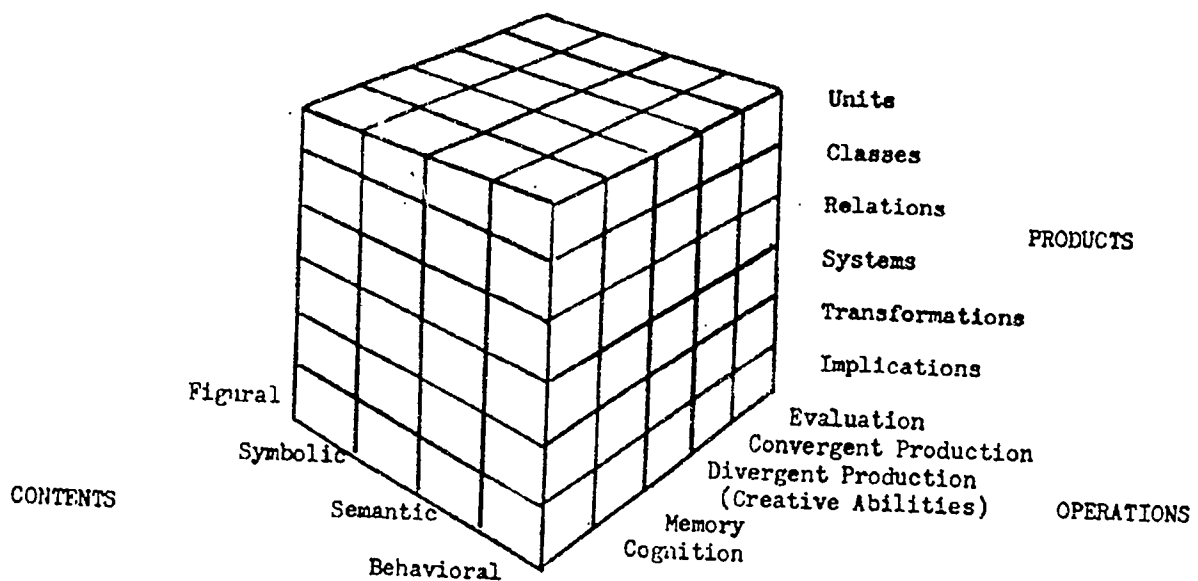 Units
Classes
Relations
PRODUCTS
Systems
Transformations
Implications
Figural
Symbolic
CONTENTS
Semantic
Behavioral
Evaluation
Convergent Production
Divergent Production
(Creative Abilities)
OPERATIONS
Memory
Cognition